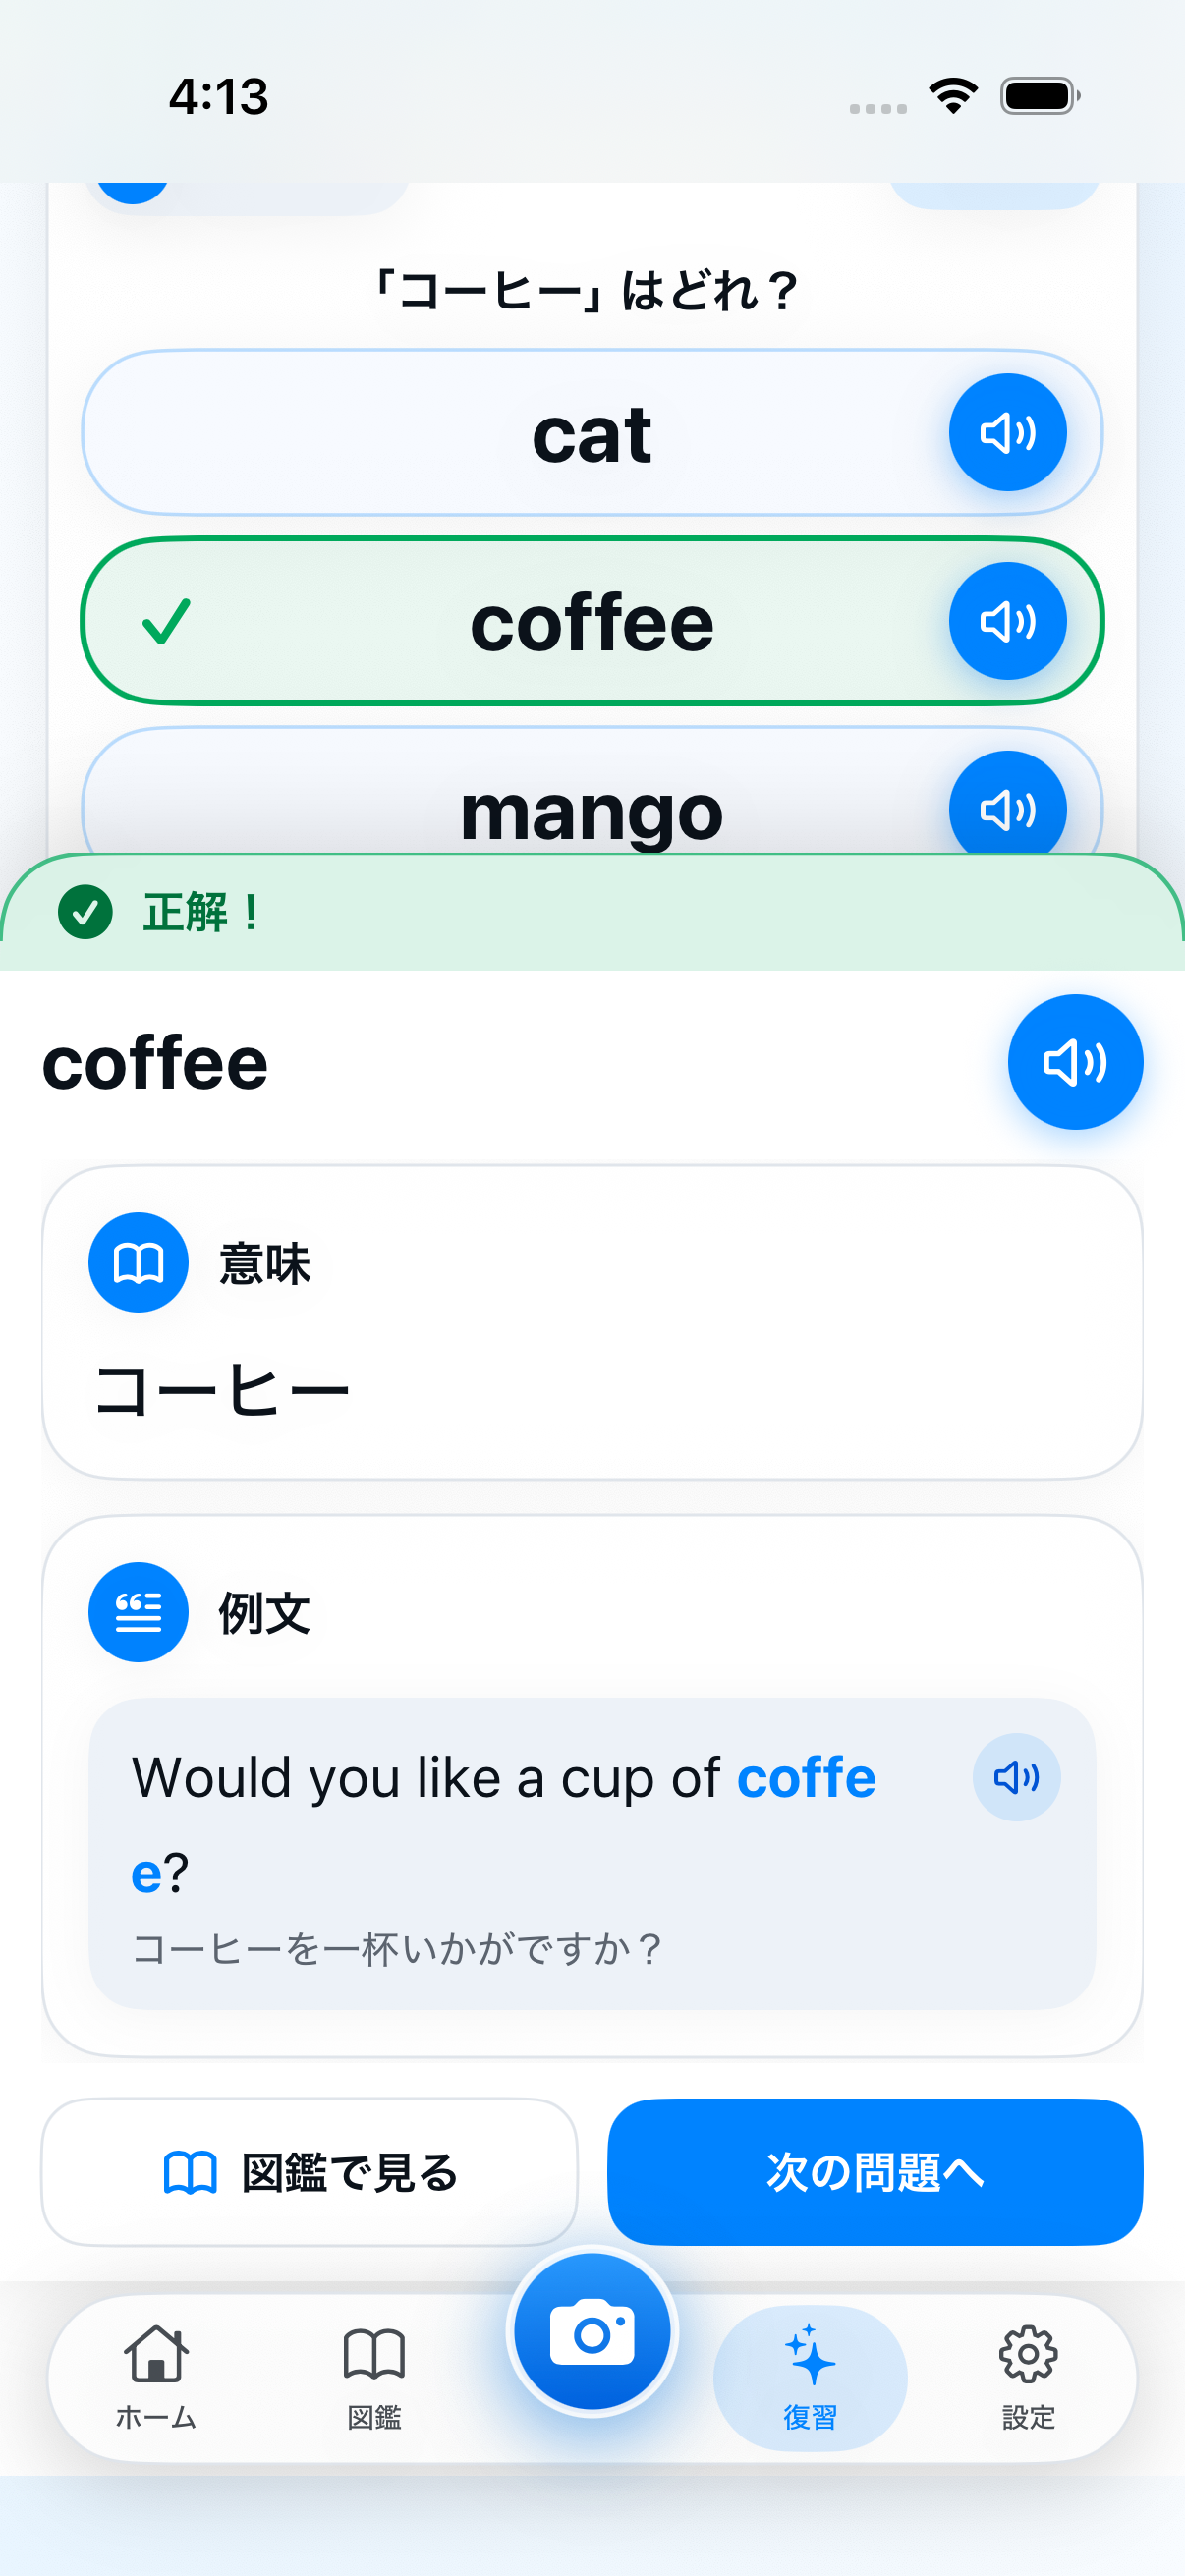 4:13
「コーヒー」はどれ？
cat
coffee
mango
正解！
coffee
意味
コーヒー
例文
Would you like a cup of coffe
e?
コーヒーを一杯いかがですか？
図鑑で見る
次の問題へ
ホーム
図鑑
復習
設定